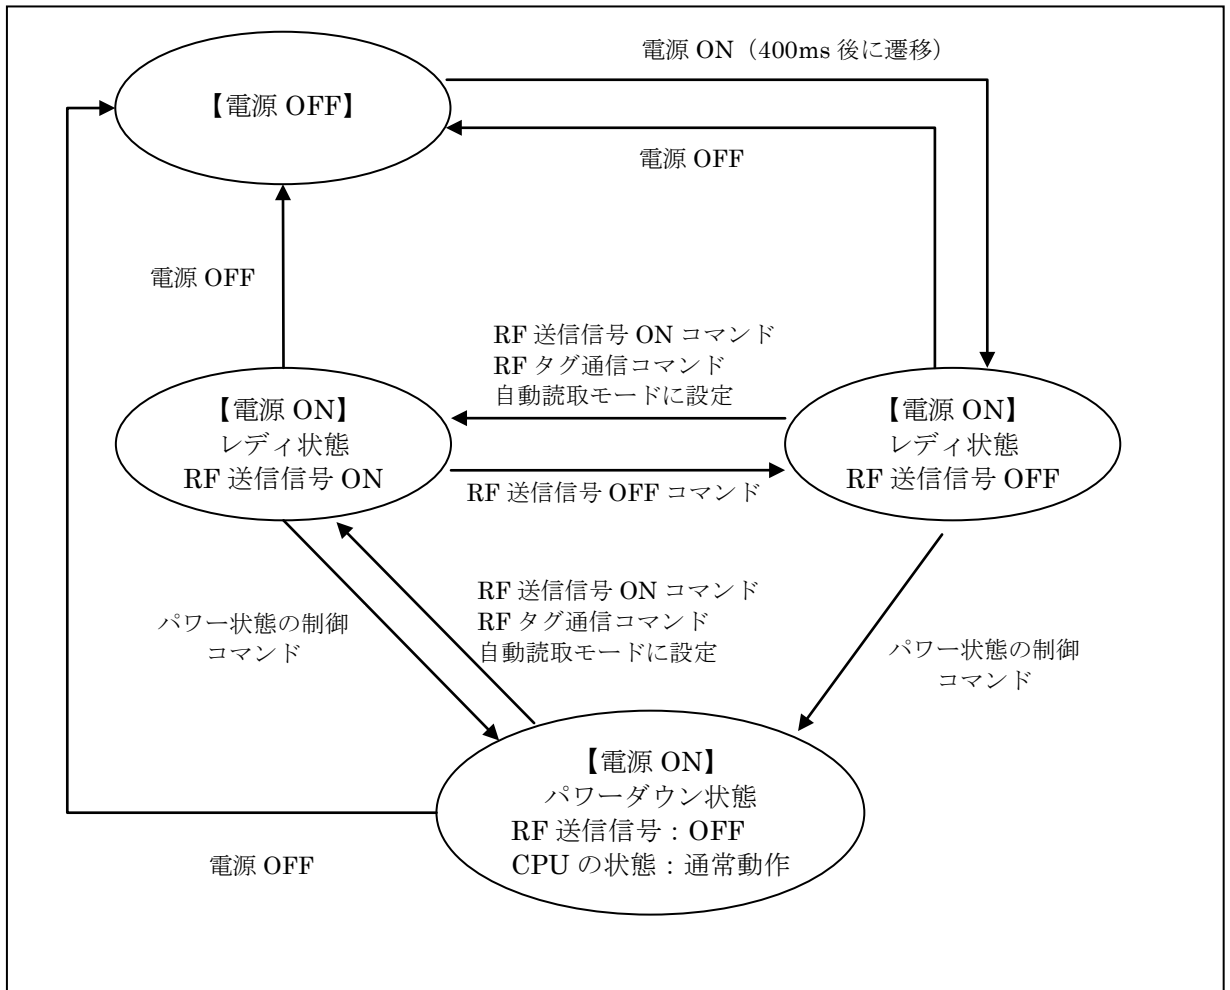 電源 ON（400ms 後に遷移）
【電源 OFF】
電源 OFF
電源 OFF
RF 送信信号 ON コマンド
RF タグ通信コマンド
自動読取モードに設定
【電源 ON】
レディ状態
RF 送信信号 ON
【電源 ON】
レディ状態
RF 送信信号 OFF
RF 送信信号 OFF コマンド
RF 送信信号 ON コマンド
RF タグ通信コマンド
自動読取モードに設定
パワー状態の制御
コマンド
パワー状態の制御
コマンド
【電源 ON】
パワーダウン状態
RF 送信信号：OFF
CPU の状態：通常動作
電源 OFF